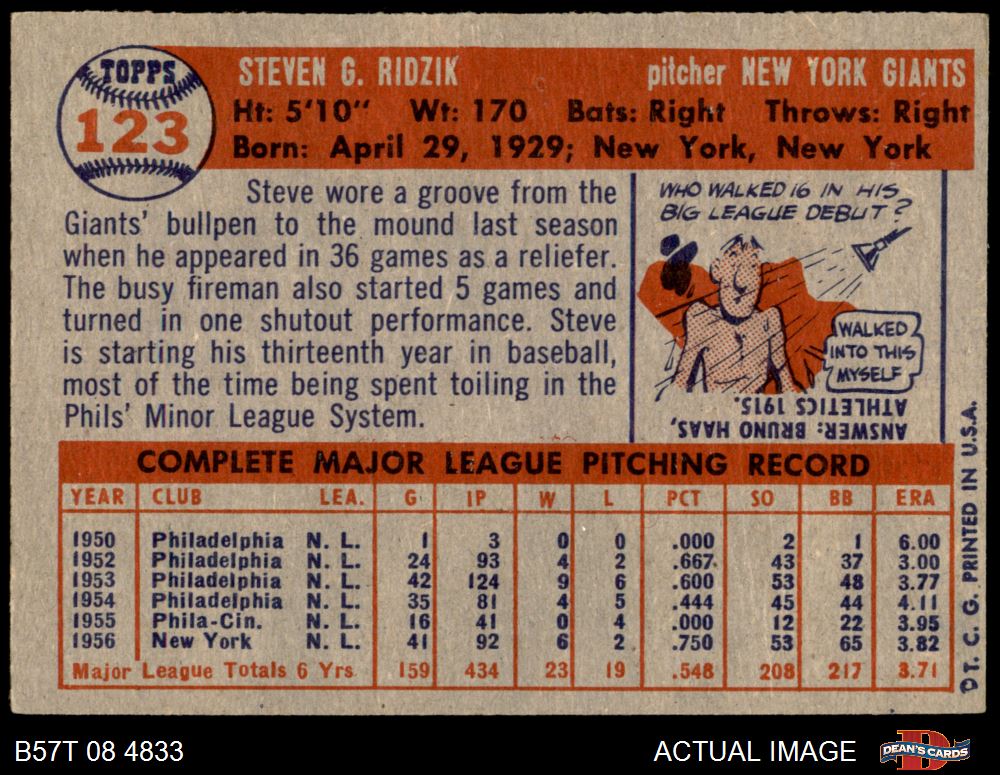 TOPPS
123
STEVEN G. RIDZIK pitcher NEW YORK GIANTS
Ht: 5'10" Wt: 170 Bats: Right Throws: Right
Born: April 29, 1929; New York, New York
Steve wore a groove from the
Giants' bullpen to the mound last season
when he appeared in 36 games as a reliefer.
The busy fireman also started 5 games and
turned in one shutout performance. Steve
is starting his thirteenth year in baseball,
most of the time being spent toiling in the
Phils' Minor League System.
WHO WALKED 16 IN HIS
BIG LEAGUE DEBUT?
I WALKED
INTO THIS
MYSELF
ANSWER: BRUNO HAAS,
ATHLETICS 1915.
COMPLETE MAJOR LEAGUE PITCHING RECORD
YEAR CLUB LEA. G IP W L PCT SO BB ERA
1950 Philadelphia N. L. 1 3 0 0 .000 2 1 6.00
1952 Philadelphia N. L. 24 93 4 2 .667 43 37 3.00
1953 Philadelphia N. L. 42 124 9 6 .600 53 48 3.77
1954 Philadelphia N. L. 35 81 4 5 .444 45 44 4.11
1955 Phila-Cin. N. L. 16 41 0 4 .000 12 22 3.95
1956 New York N. L. 41 92 6 2 .750 53 65 3.82
Major League Totals 6 Yrs 159 434 23 19 .548 208 217 3.71
T. C. G. PRINTED IN U.S.A.
B57T 08 4833 ACTUAL IMAGE
DEAN'S CARDS